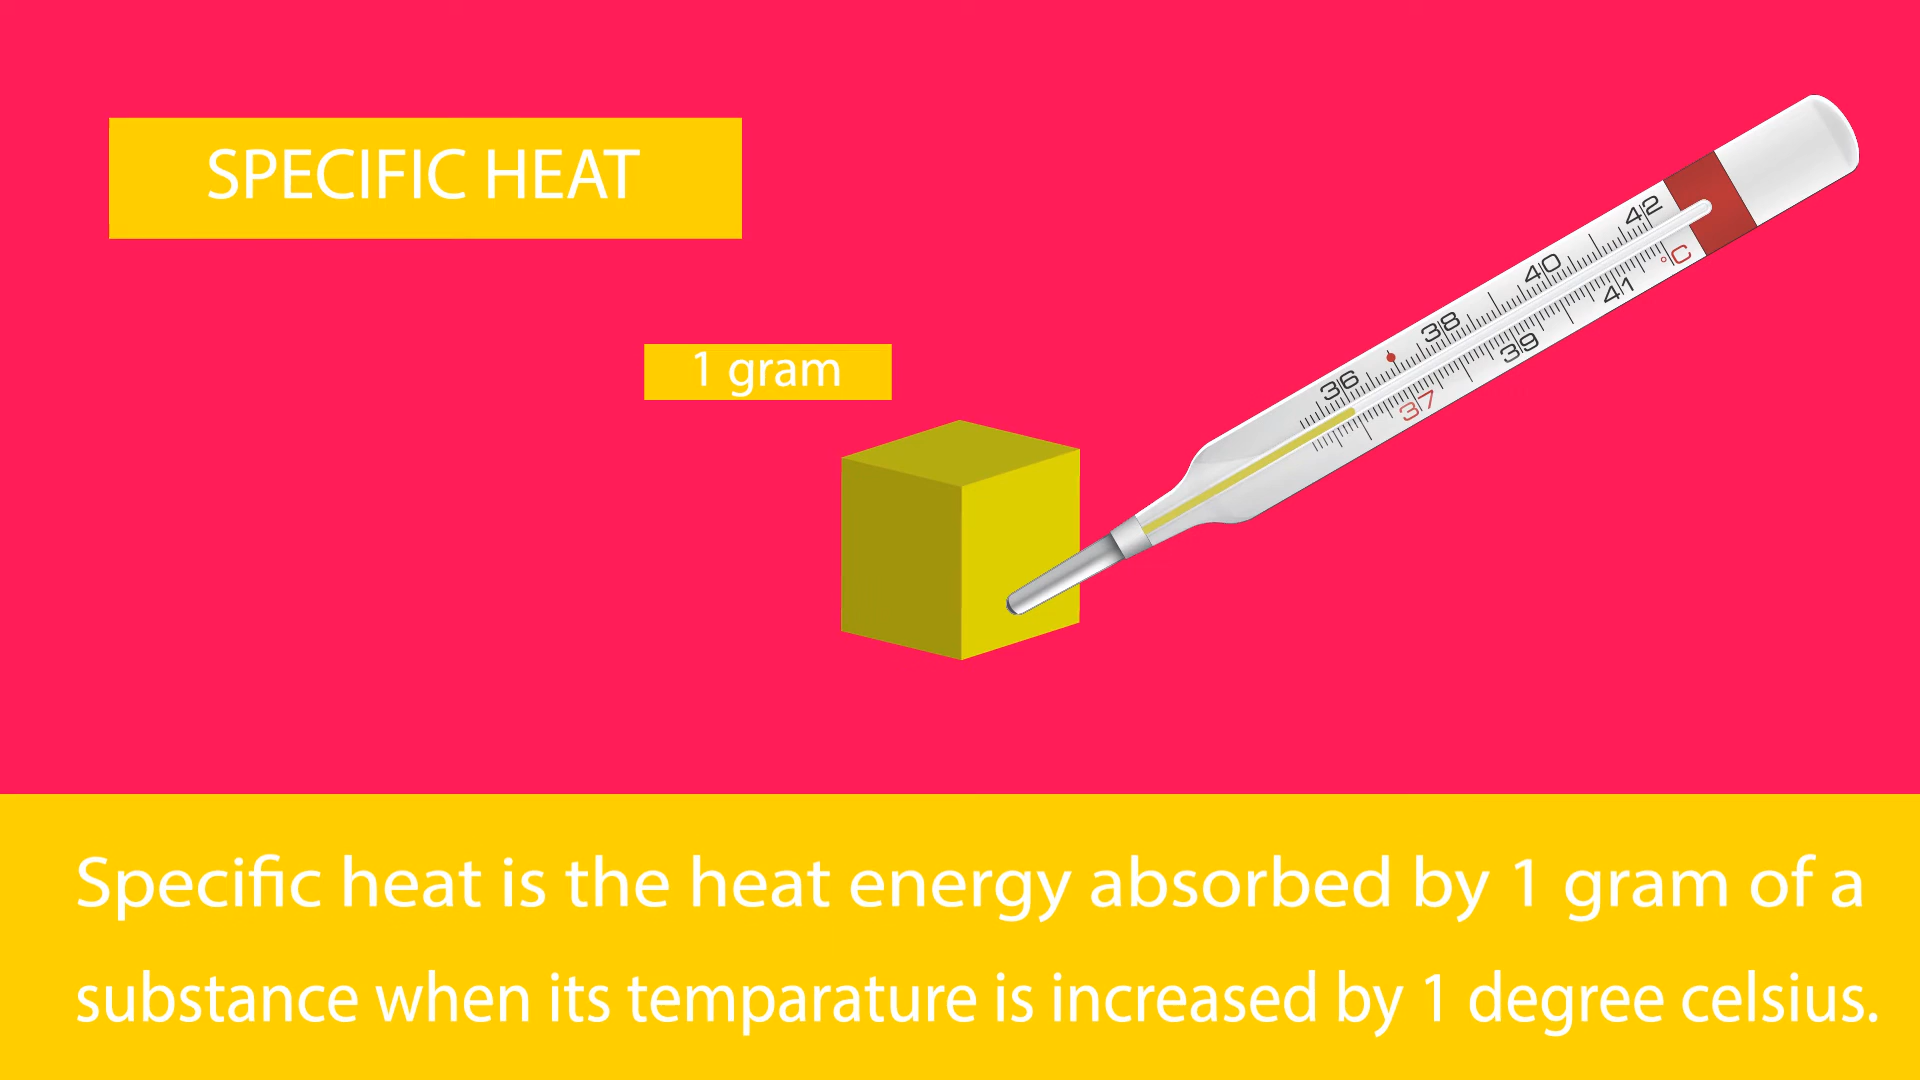 SPECIFIC HEAT
1 gram
42
40
38
36
°C
41
39
37
Specific heat is the heat energy absorbed by 1 gram of a
substance when its temparature is increased by 1 degree celsius.